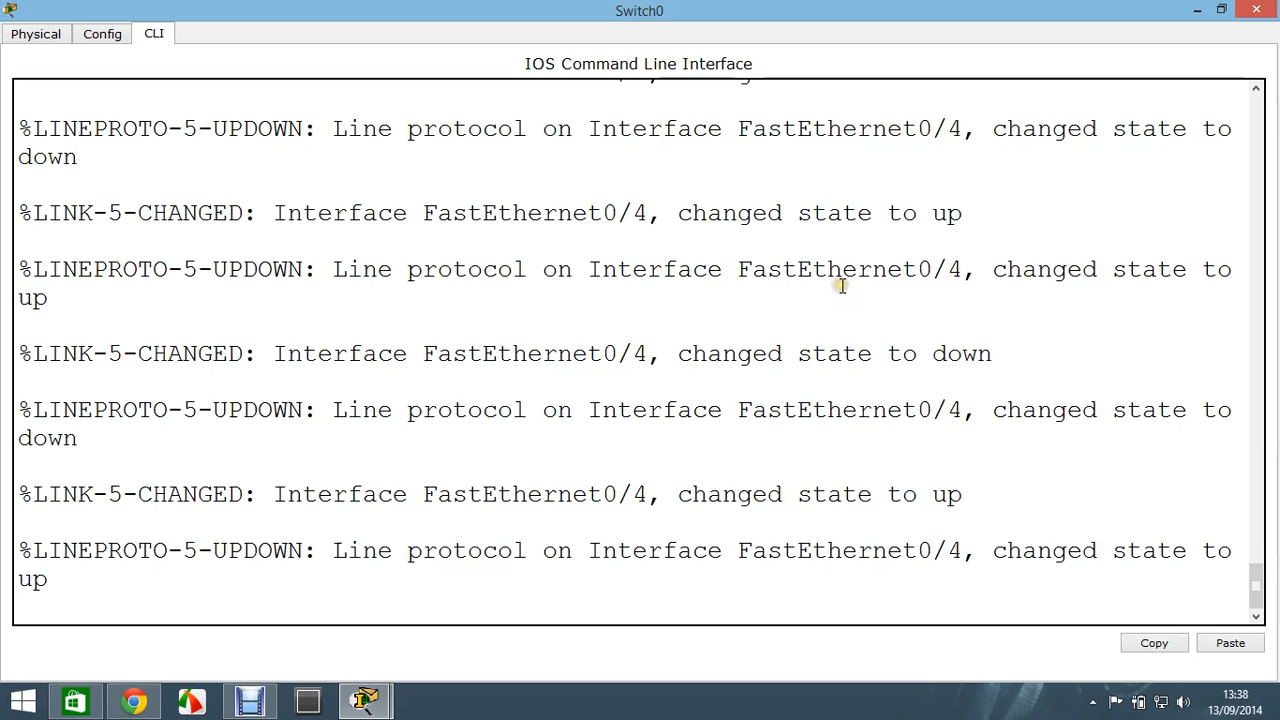 Switch0
Physical Config CLI
IOS Command Line Interface
%LINEPROTO-5-UPDOWN: Line protocol on Interface FastEthernet0/4, changed state to
down
%LINK-5-CHANGED: Interface FastEthernet0/4, changed state to up
%LINEPROTO-5-UPDOWN: Line protocol on Interface FastEthernet0/4, changed state to
up
%LINK-5-CHANGED: Interface FastEthernet0/4, changed state to down
%LINEPROTO-5-UPDOWN: Line protocol on Interface FastEthernet0/4, changed state to
down
%LINK-5-CHANGED: Interface FastEthernet0/4, changed state to up
%LINEPROTO-5-UPDOWN: Line protocol on Interface FastEthernet0/4, changed state to
up
Copy Paste
13:38
13/09/2014